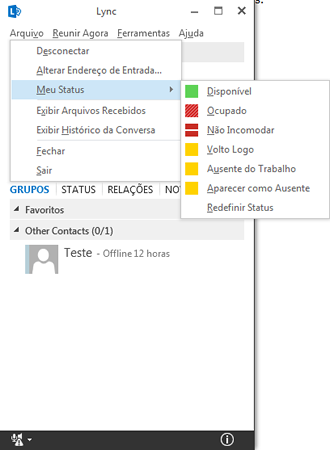 Lync
Arquivo Reunir Agora Ferramentas Ajuda
Desconectar
Alterar Endereço de Entrada...
Meu Status
Exibir Arquivos Recebidos
Exibir Histórico da Conversa
Fechar
Sair
Disponível
Ocupado
Não Incomodar
Volto Logo
Ausente do Trabalho
Aparecer como Ausente
Redefinir Status
GRUPOS STATUS RELAÇÕES
Favoritos
Other Contacts (0/1)
Teste - Offline 12 horas